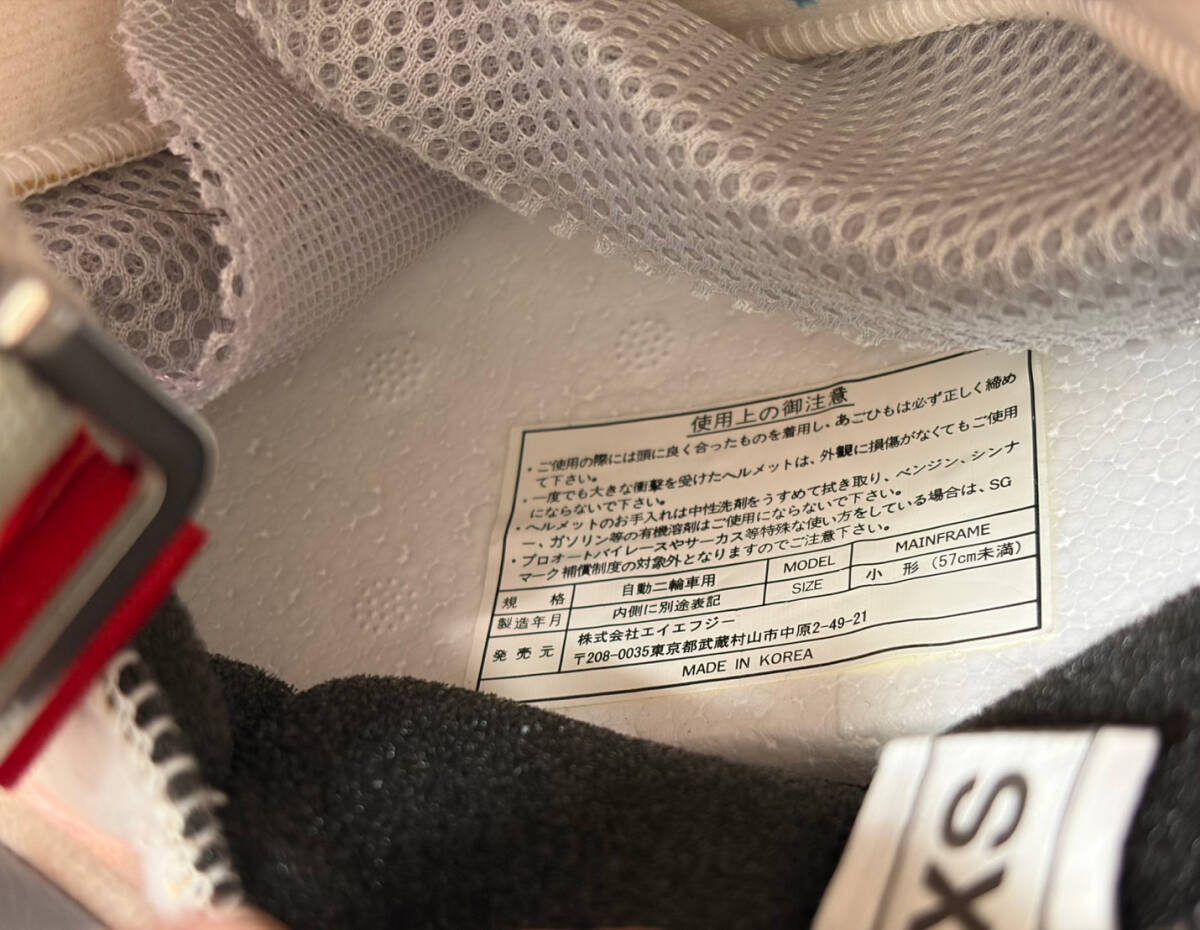 使用上の御注意
・ご使用の際には頭に良く合ったものを着用し、あごひもは必ず正しく締め
て下さい。
・一度でも大きな衝撃を受けたヘルメットは、外観に損傷がなくてもご使用
にならないで下さい。
・ヘルメットのお手入れは中性洗剤をうすめて拭き取り、ベンジン、シンナ
ー、ガソリン等の有機溶剤はご使用にならないで下さい。
・プロオートバイレースやサーカス等特殊な使い方をしている場合は、SG
マーク補償制度の対象外となりますのでご注意下さい。
規 格 自動二輪車用 MODEL MAINFRAME
製造年月 内側に別途表記 SIZE 小 形 (57cm未満)
発 売 元 株式会社エイエフジー
〒208-0035東京都武蔵村山市中原2-49-21
MADE IN KOREA
XS